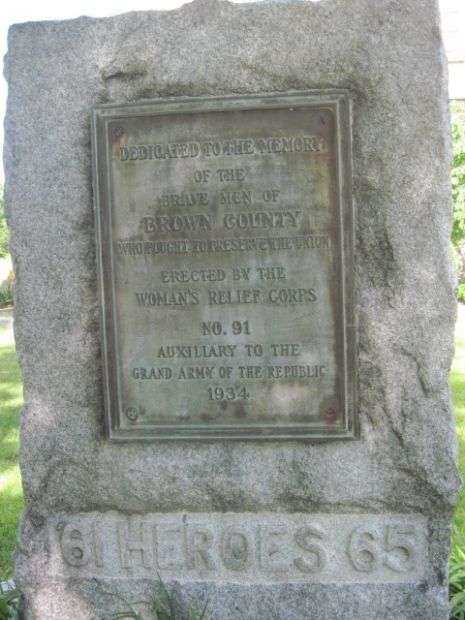 DEDICATED TO THE MEMORY
OF THE
BRAVE MEN OF
BROWN COUNTY
WHO FOUGHT TO PRESERVE THE UNION
ERECTED BY THE
WOMAN'S RELIEF CORPS
NO. 91
AUXILIARY TO THE
GRAND ARMY OF THE REPUBLIC
1934
61 HEROES 65